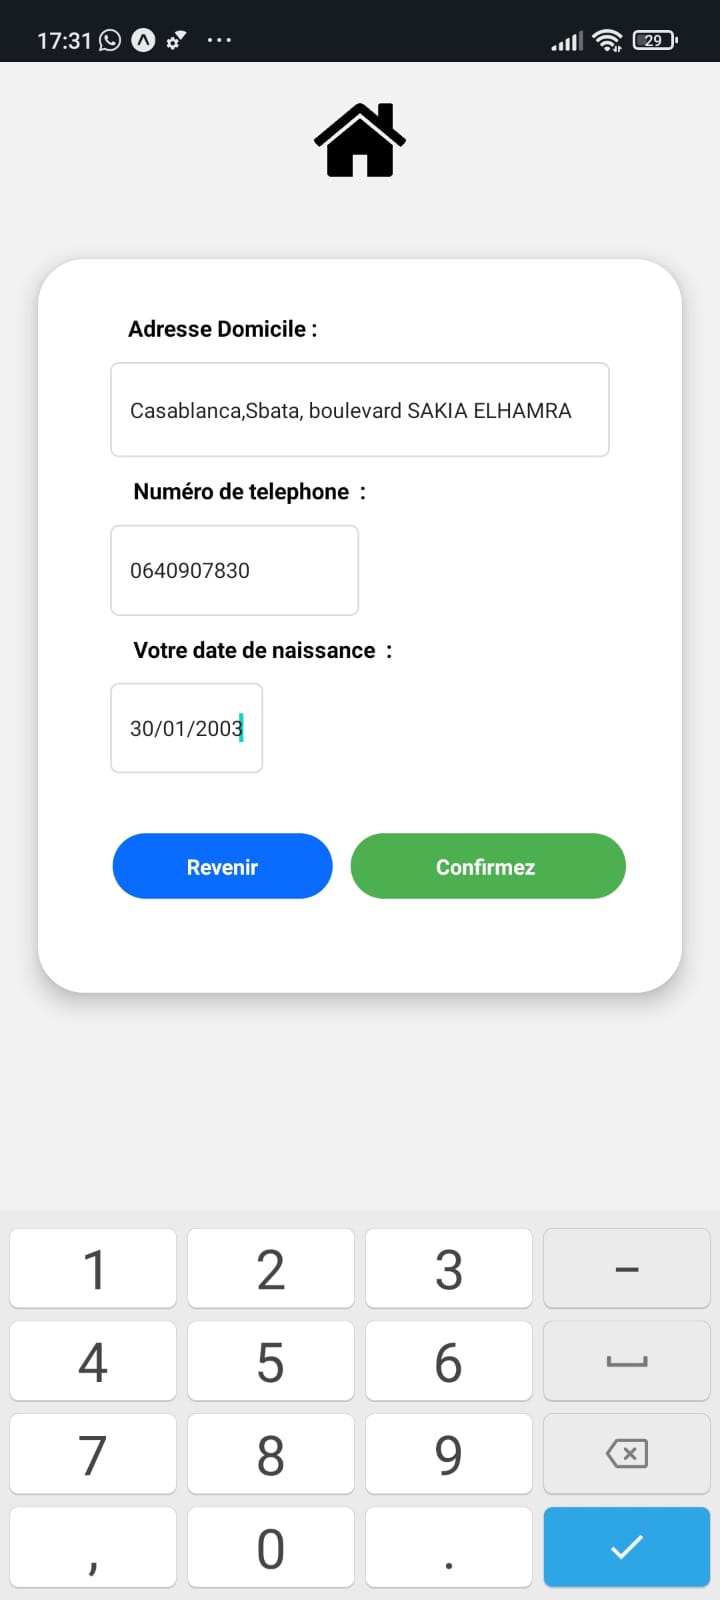 17:31
29
Adresse Domicile :
Casablanca,Sbata, boulevard SAKIA ELHAMRA
Numéro de telephone :
0640907830
Votre date de naissance :
30/01/2003
Revenir Confirmez
1 2 3 –
4 5 6
7 8 9
, 0 .